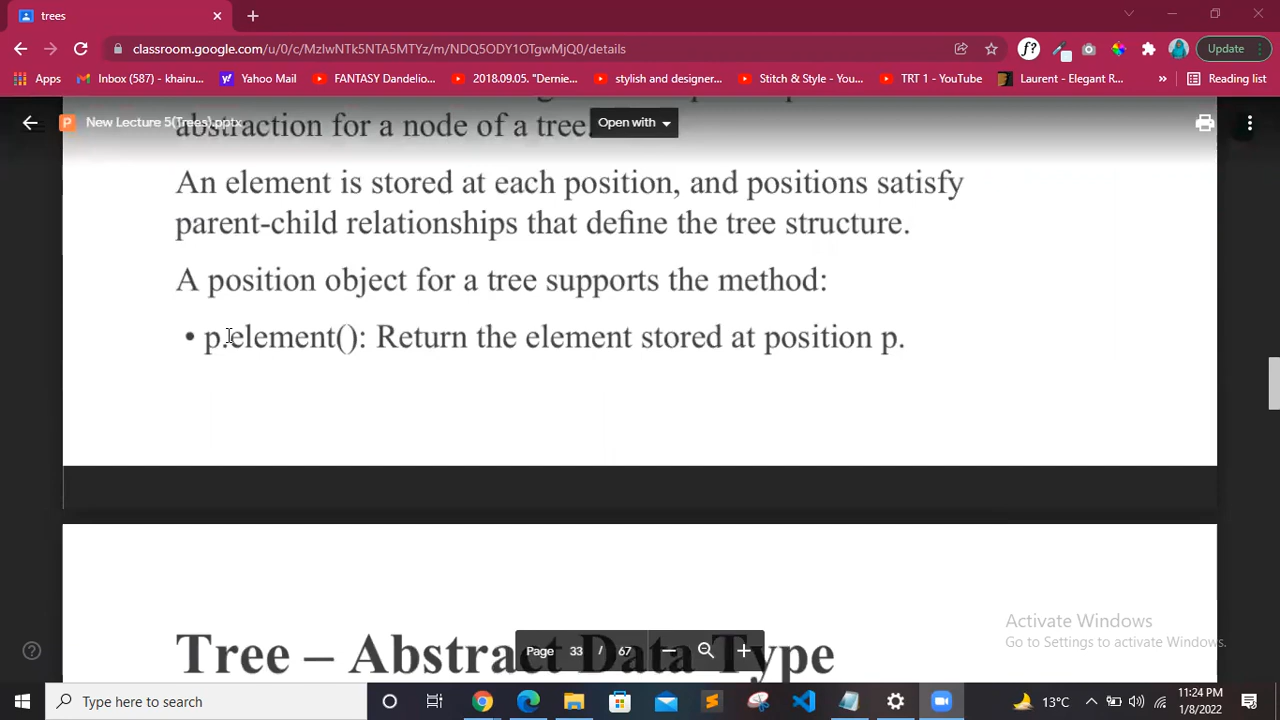 trees
classroom.google.com/u/0/c/MzIwNTk5NTA5MTYz/m/NDQ5ODY1OTgwMjQ0/details
Update
Apps
Inbox (587) - khairu...
Yahoo Mail
FANTASY Dandelio...
2018.09.05. "Dernie...
stylish and designer...
Stitch & Style - You...
TRT 1 - YouTube
Laurent - Elegant R...
»
Reading list
New Lecture 5(Trees).pptx
Open with
abstraction for a node of a tree.
An element is stored at each position, and positions satisfy
parent-child relationships that define the tree structure.
A position object for a tree supports the method:
• p.element(): Return the element stored at position p.
Tree – Abstract Data Type
Page 33 / 67
Activate Windows
Go to Settings to activate Windows.
Type here to search
13°C
11:24 PM
1/8/2022